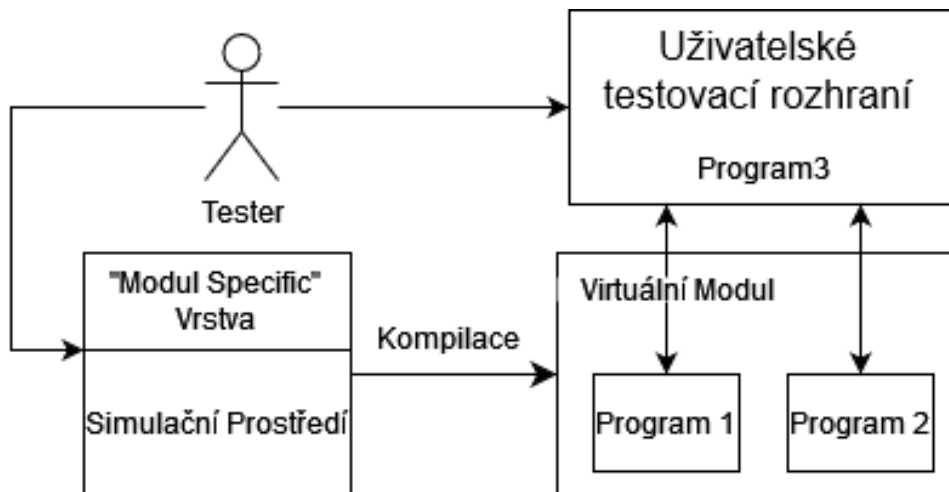 Uživatelské
testovací rozhraní
Program3
Tester
"Modul Specific"
Vrstva
Kompilace
Simulační Prostředí
Virtuální Modul
Program 1
Program 2